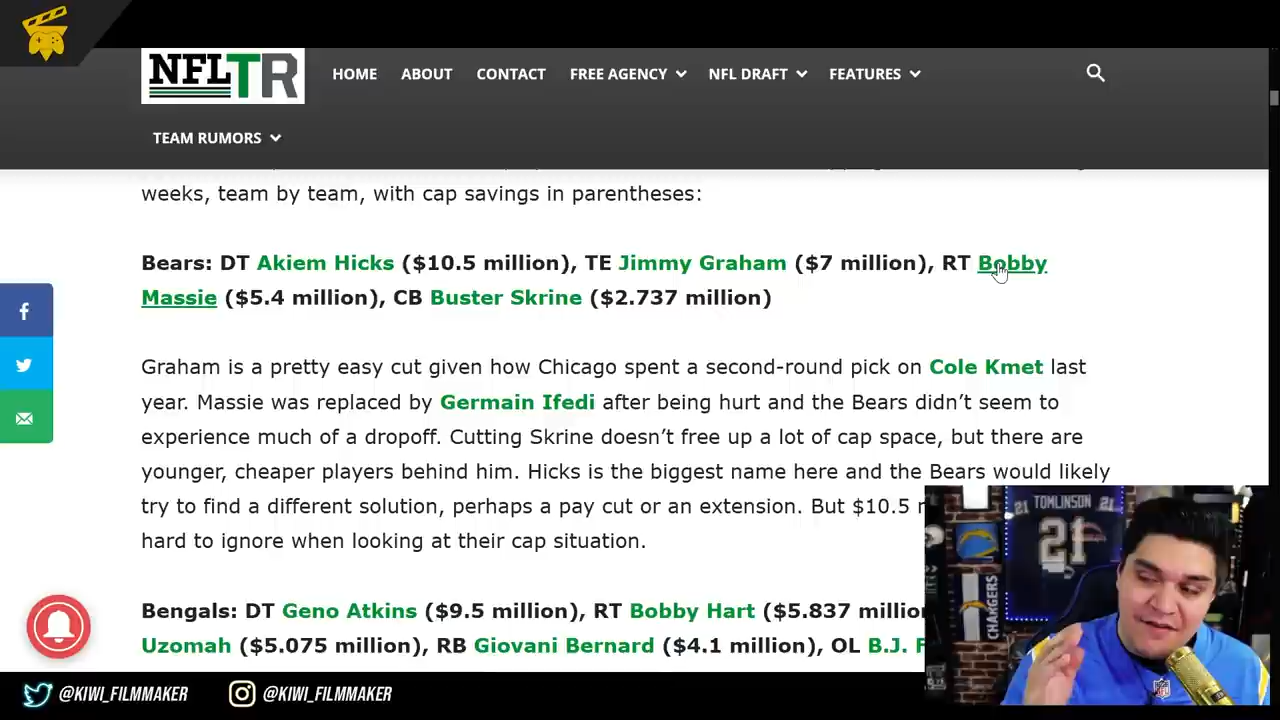 NFLTR
HOME
ABOUT
CONTACT
FREE AGENCY
NFL DRAFT
FEATURES
TEAM RUMORS
weeks, team by team, with cap savings in parentheses:
Bears: DT Akiem Hicks ($10.5 million), TE Jimmy Graham ($7 million), RT Bobby
Massie ($5.4 million), CB Buster Skrine ($2.737 million)
Graham is a pretty easy cut given how Chicago spent a second-round pick on Cole Kmet last
year. Massie was replaced by Germain Ifedi after being hurt and the Bears didn’t seem to
experience much of a dropoff. Cutting Skrine doesn’t free up a lot of cap space, but there are
younger, cheaper players behind him. Hicks is the biggest name here and the Bears would likely
try to find a different solution, perhaps a pay cut or an extension. But $10.5
hard to ignore when looking at their cap situation.
Bengals: DT Geno Atkins ($9.5 million), RT Bobby Hart ($5.837
Uzomah ($5.075 million), RB Giovani Bernard ($4.1 million), OL B.J.
21 TOMLINSON 21
21
CHARGERS
@KIWI_FILMMAKER
@KIWI_FILMMAKER